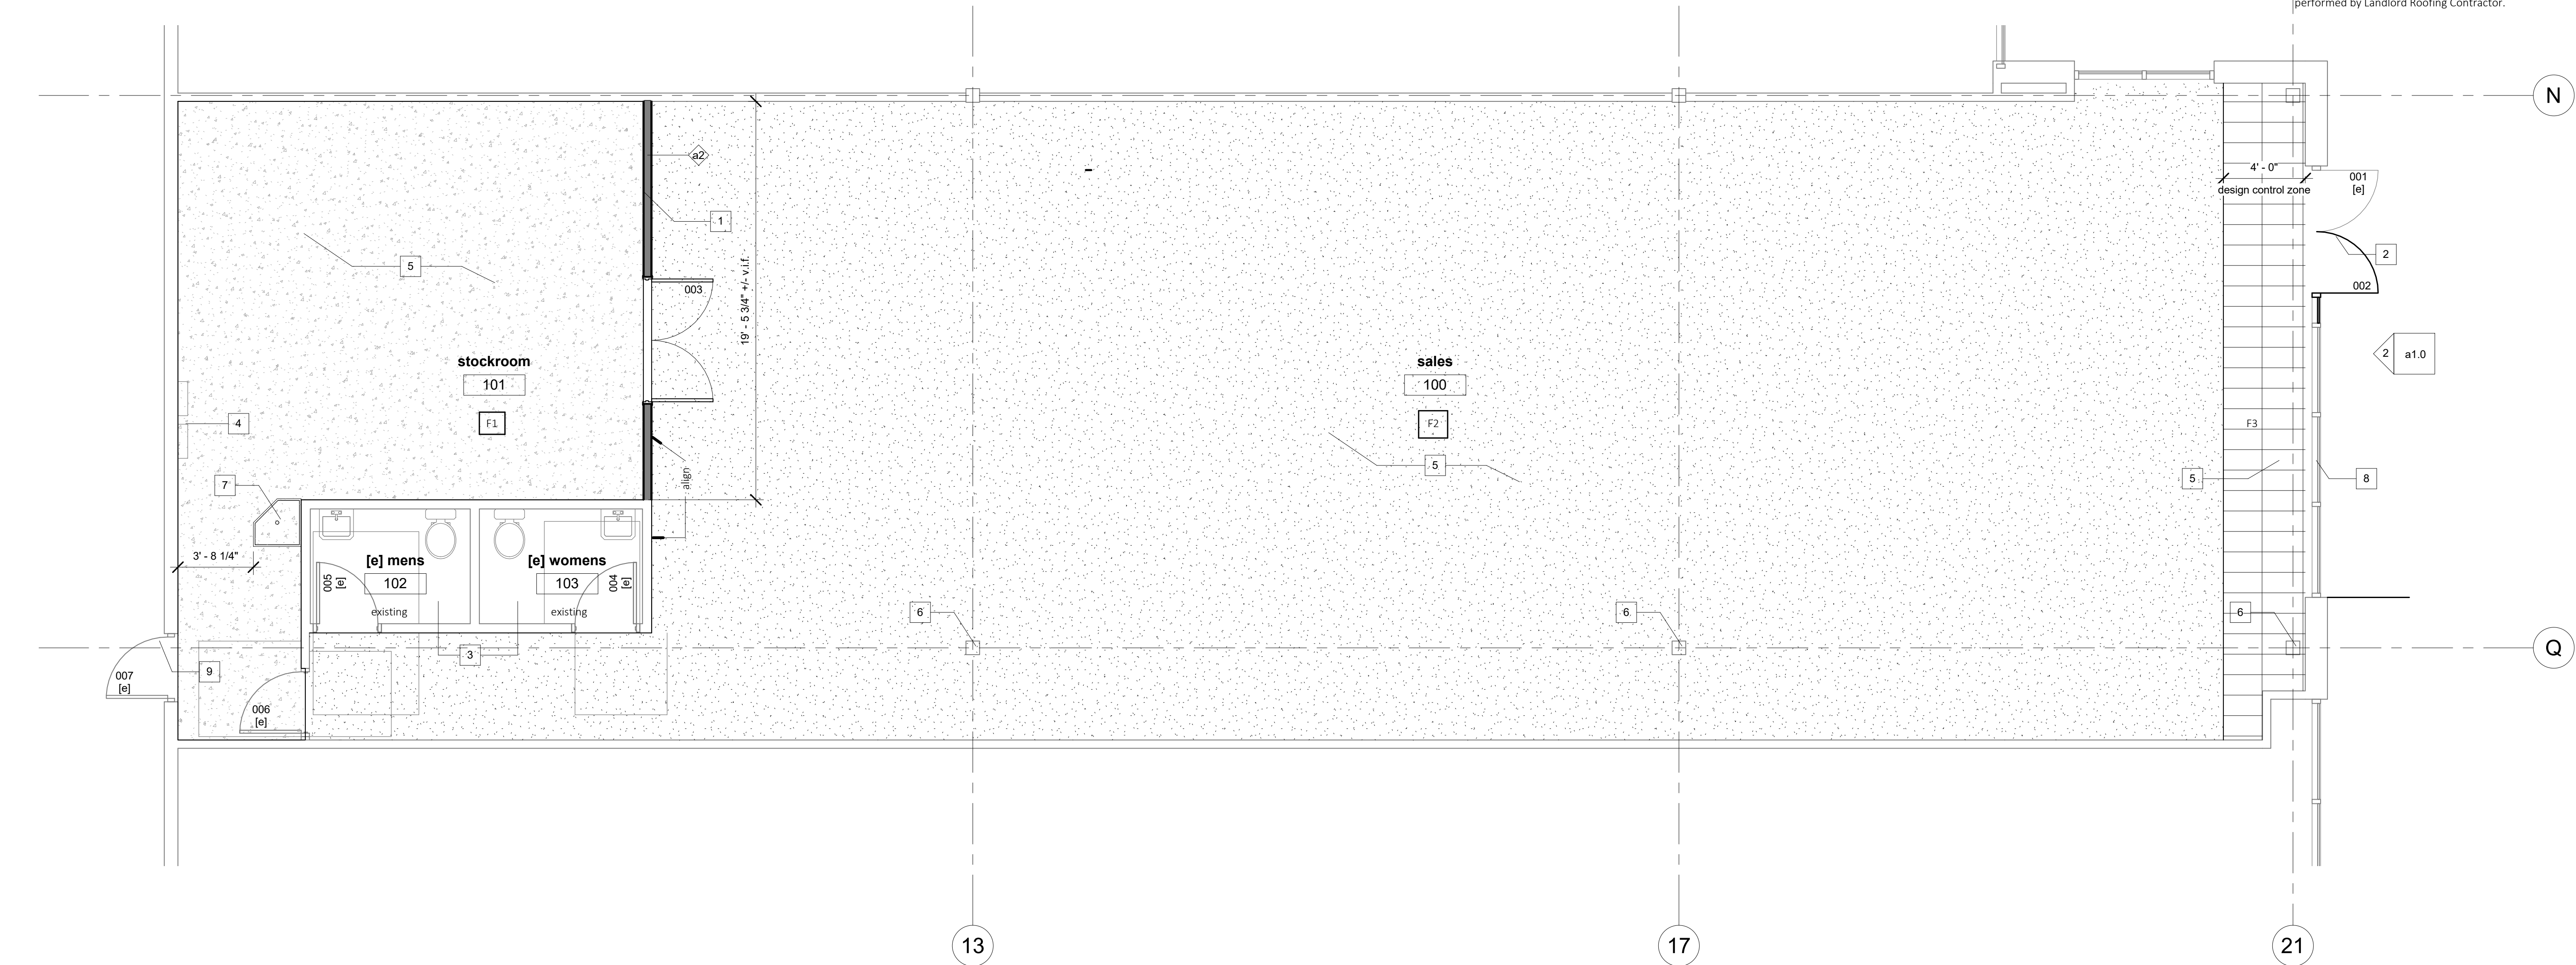 performed by Landlord Roofing Contractor.
N
a2
4' - 0"
design control zone
001
[e]
1
2
5
003
002
19' - 5 3/4" +/- v.i.f.
2
a1.0
stockroom
101
sales
100
4
F1
F2
F3
5
align
7
5
8
3' - 8 1/4"
[e] mens
102
existing
[e] womens
103
existing
005
[e]
004
[e]
6
6
6
3
Q
9
007
[e]
006
[e]
13
17
21